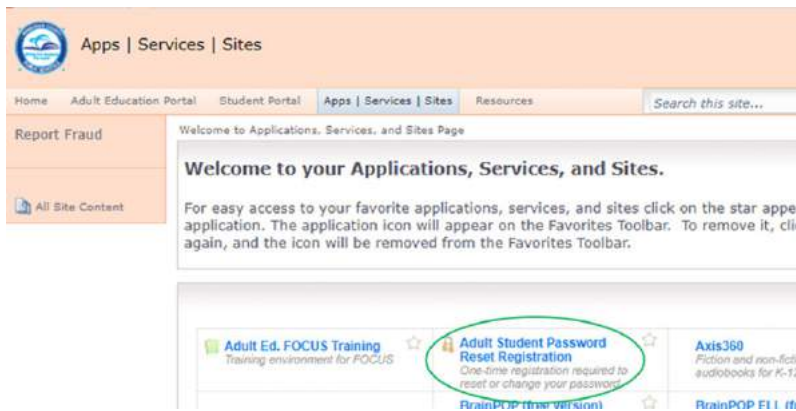 Apps | Services | Sites
Home Adult Education Portal Student Portal Apps | Services | Sites Resources Search this site...
Report Fraud
Welcome to Applications, Services, and Sites Page
Welcome to your Applications, Services, and Sites.
All Site Content
For easy access to your favorite applications, services, and sites click on the star appe
application. The application icon will appear on the Favorites Toolbar. To remove it, cli
again, and the icon will be removed from the Favorites Toolbar.
Adult Ed. FOCUS Training
Training environment for FOCUS
Adult Student Password
Reset Registration
One-time registration required to
reset or change your password
Axis360
Fiction and non-ficti
audiobooks for K-12
BrainPOP (free version)
BrainPOP ELL (f